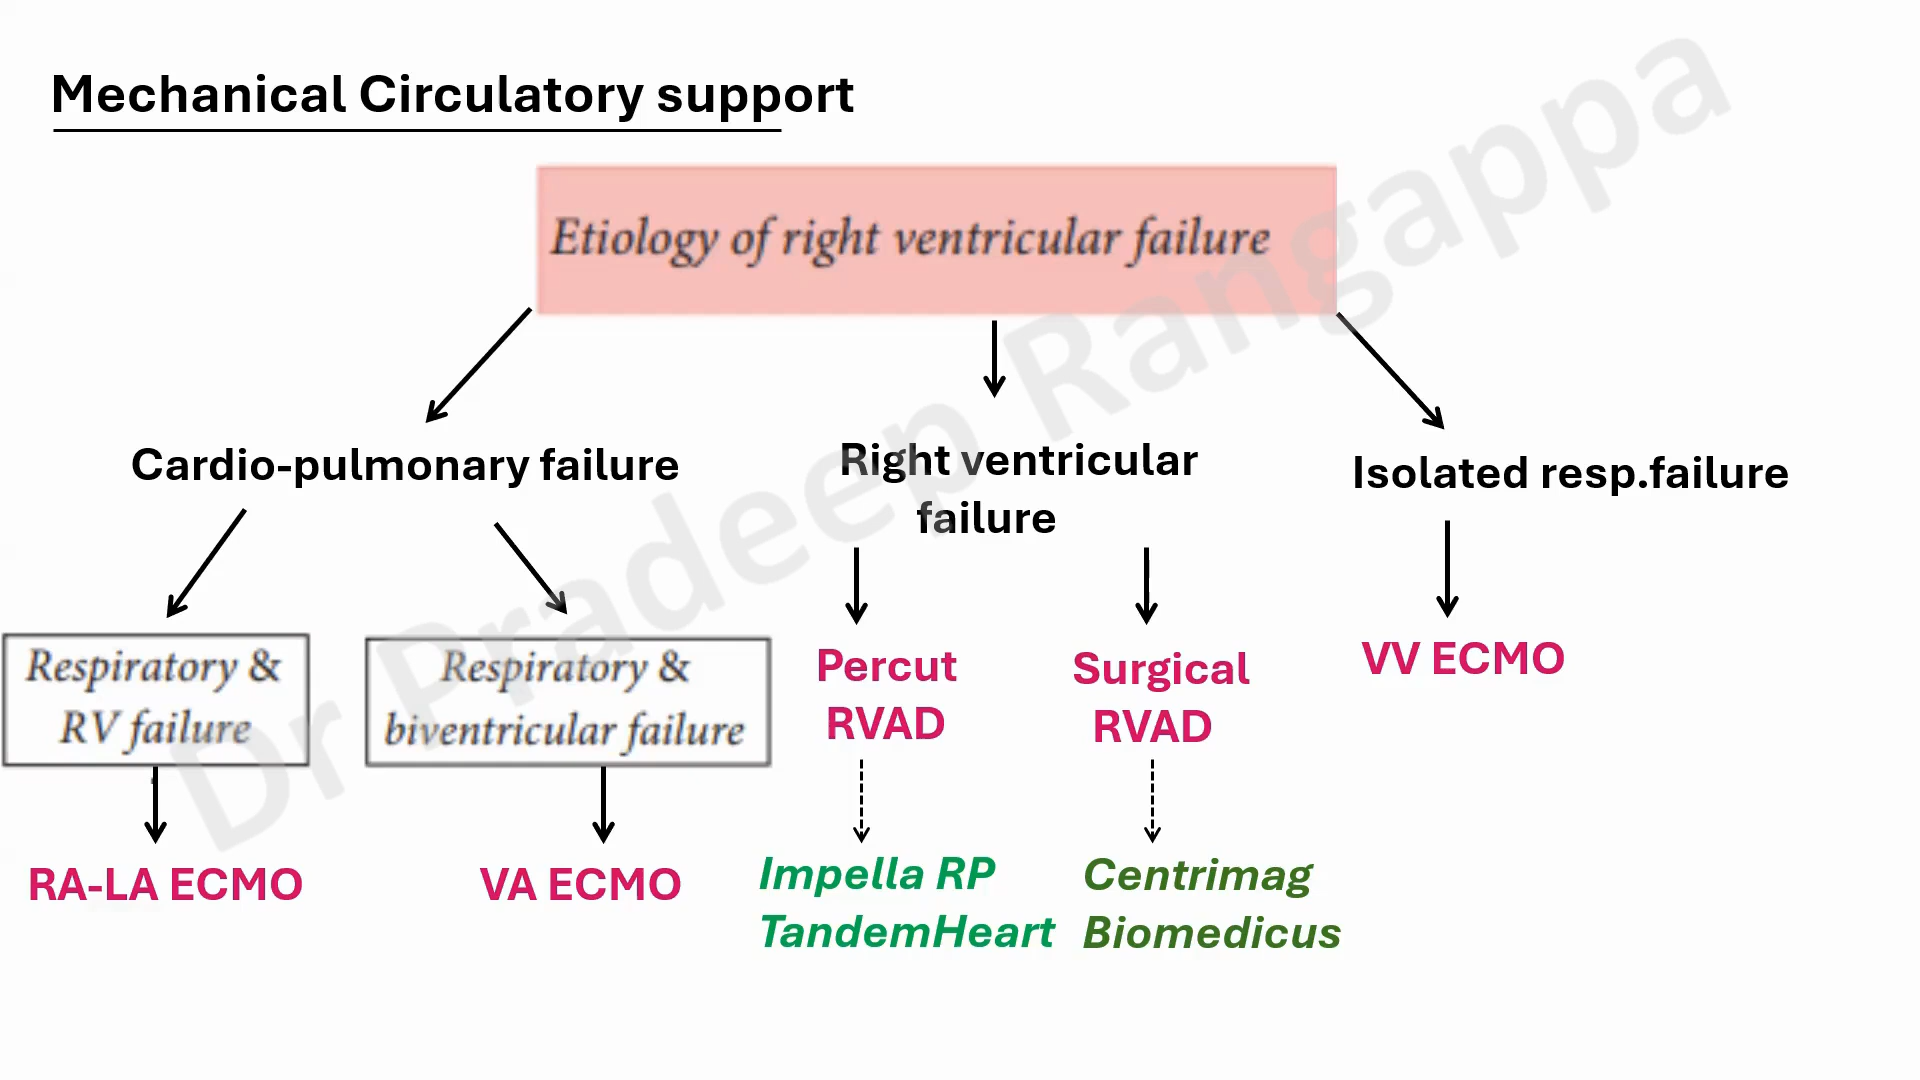 Mechanical Circulatory support
Etiology of right ventricular failure
Cardio-pulmonary failure
Right ventricular
failure
Isolated resp.failure
Respiratory &
RV failure
Respiratory &
biventricular failure
Percut
RVAD
Surgical
RVAD
VV ECMO
RA-LA ECMO
VA ECMO
Impella RP
TandemHeart
Centrimag
Biomedicus
Dr Pradeep Rangappa